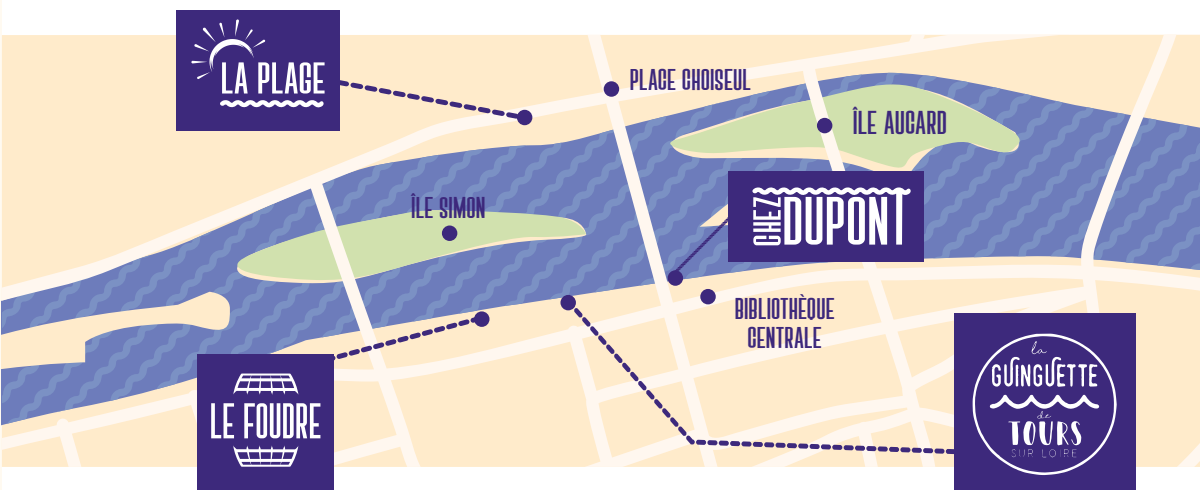 LA PLAGE
PLACE CHOISEUL
ÎLE AUCARD
ÎLE SIMON
CHEZ DUPONT
BIBLIOTHÈQUE
CENTRALE
LE FOUDRE
la
GUINGUETTE
de
TOURS
SUR LOIRE